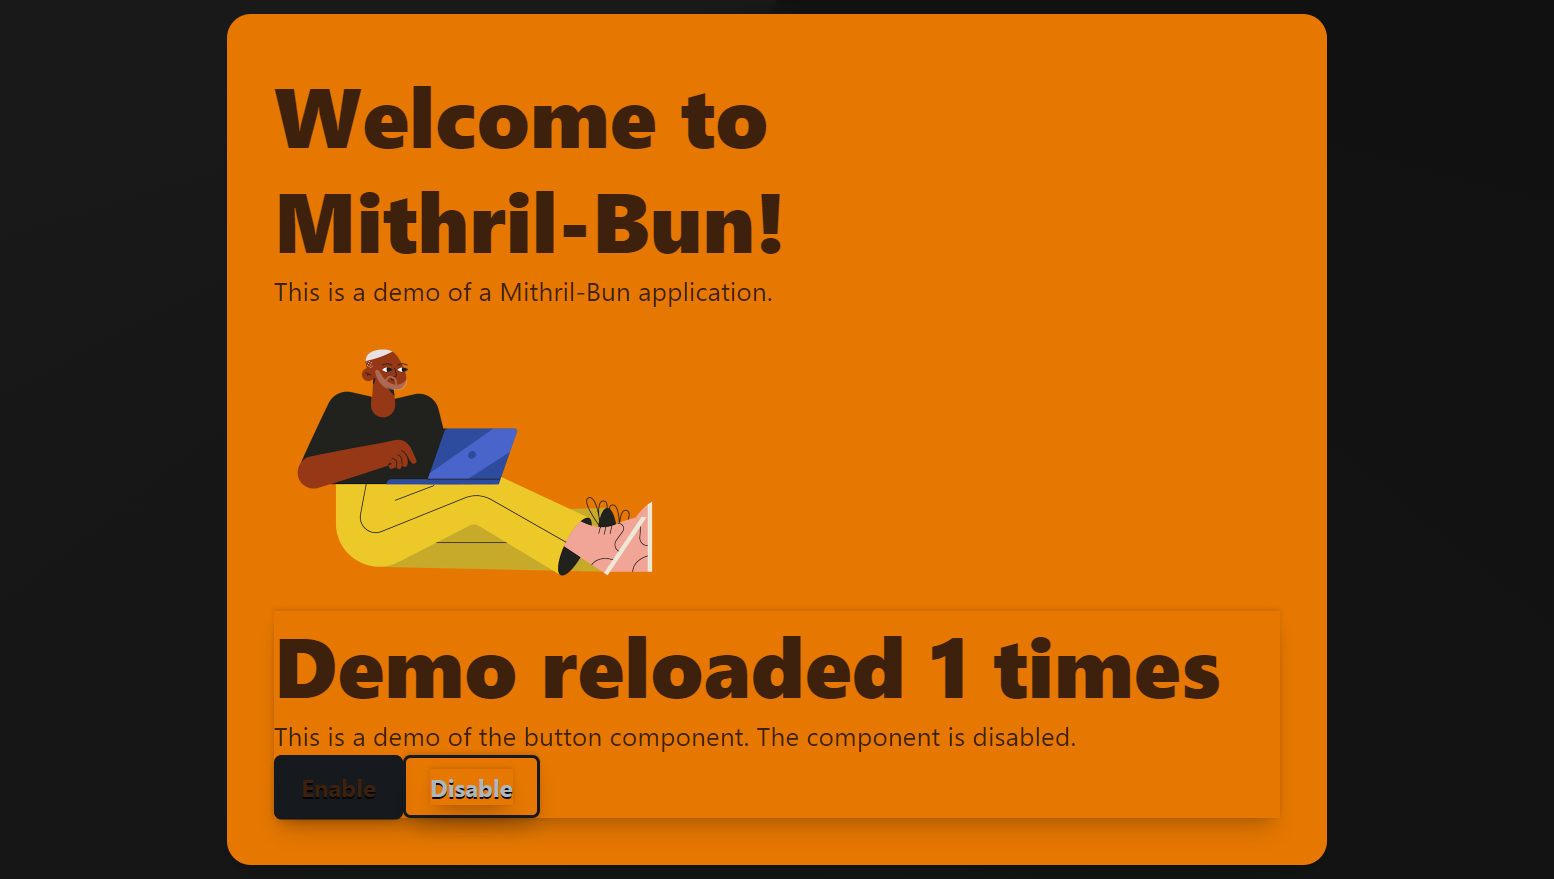 Welcome to
Mithril-Bun!
This is a demo of a Mithril-Bun application.
Demo reloaded 1 times
This is a demo of the button component. The component is disabled.
Enable Disable